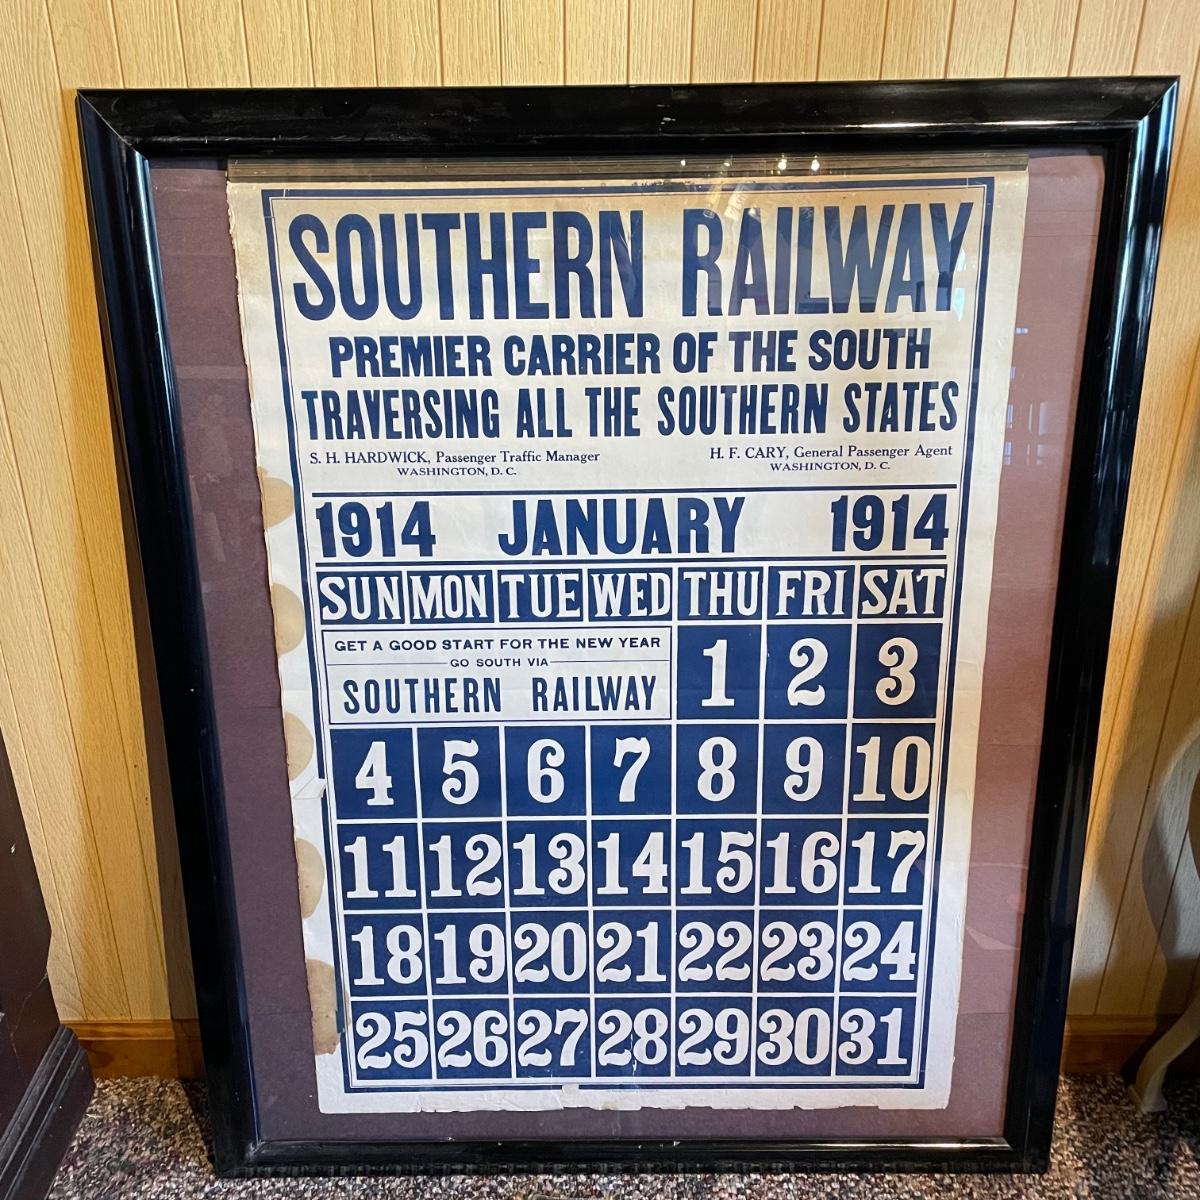 SOUTHERN RAILWAY
PREMIER CARRIER OF THE SOUTH
TRAVERSING ALL THE SOUTHERN STATES
S. H. HARDWICK, Passenger Traffic Manager
WASHINGTON, D. C.
H. F. CARY, General Passenger Agent
WASHINGTON, D. C.
1914 JANUARY 1914
SUN MON TUE WED THU FRI SAT
GET A GOOD START FOR THE NEW YEAR
GO SOUTH VIA
SOUTHERN RAILWAY
1 2 3
4 5 6 7 8 9 10
11 12 13 14 15 16 17
18 19 20 21 22 23 24
25 26 27 28 29 30 31